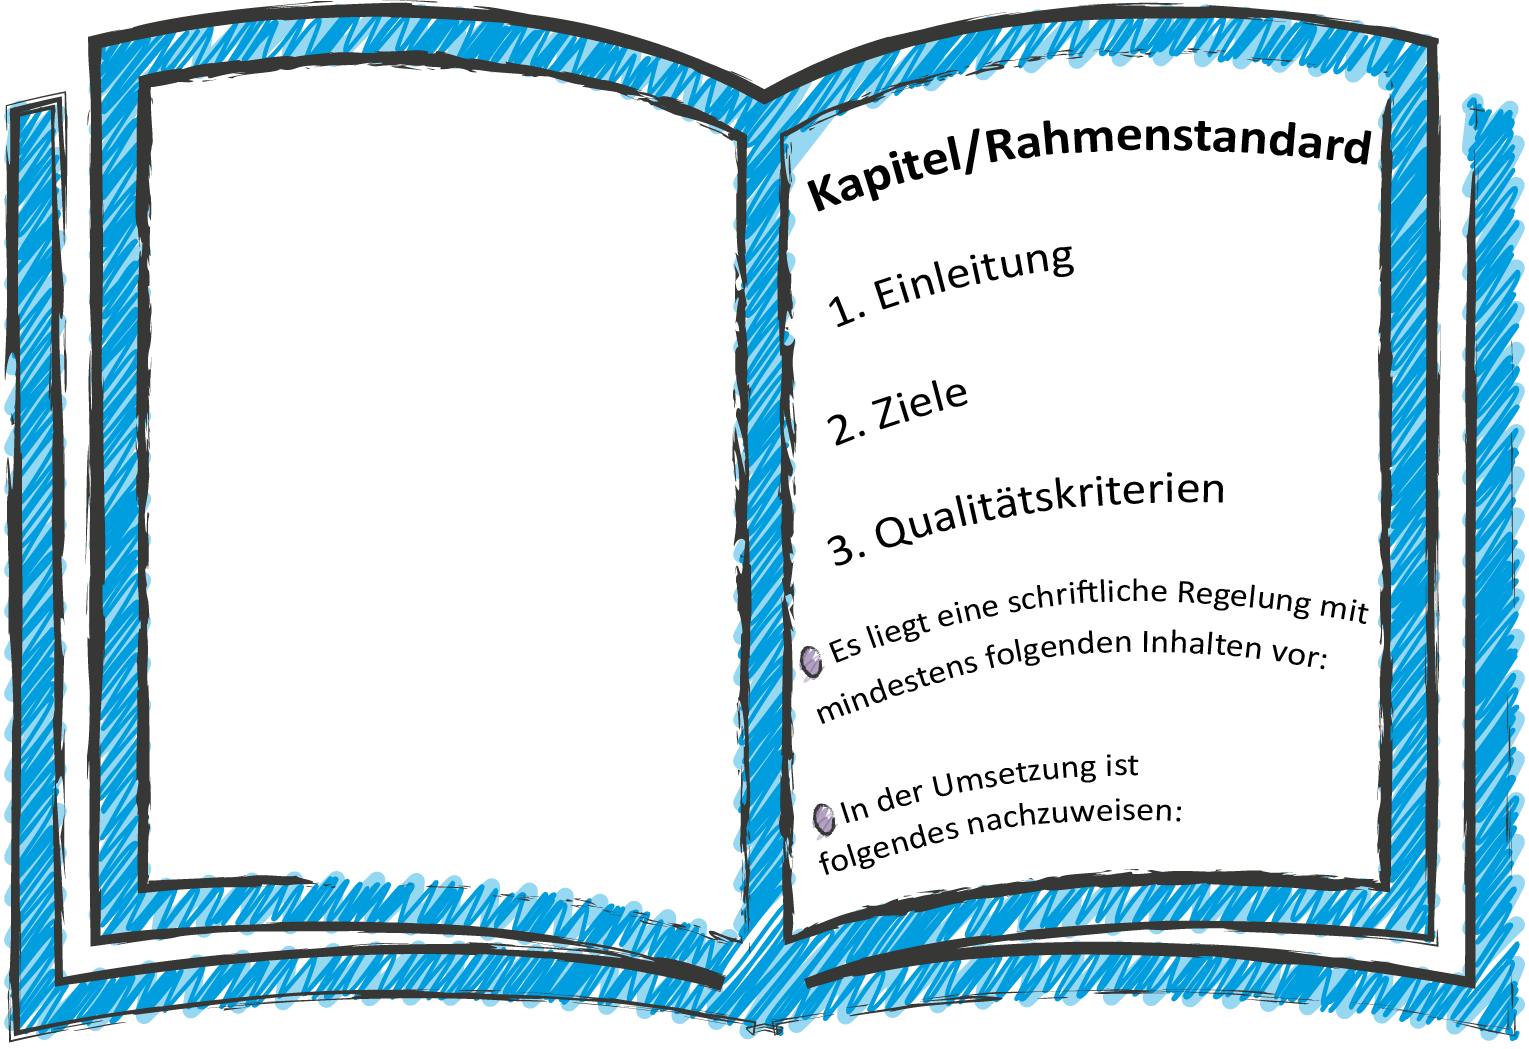 Kapitel/Rahmenstandard
1. Einleitung
2. Ziele
3. Qualitätskriterien
Es liegt eine schriftliche Regelung mit
mindestens folgenden Inhalten vor:
In der Umsetzung ist
folgendes nachzuweisen: